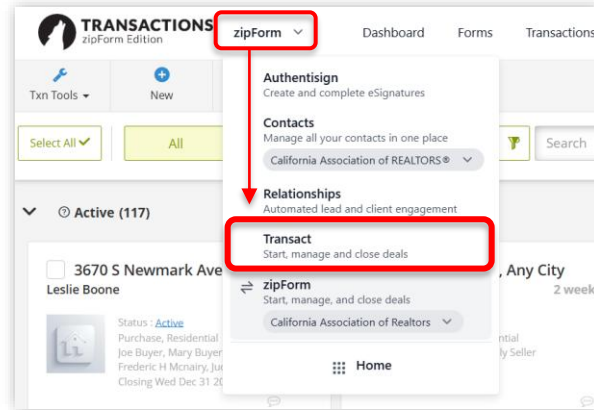 TRANSACTIONS
zipForm Edition
zipForm
Dashboard
Forms
Transactions
Txn Tools
New
Authentisign
Create and complete eSignatures
Contacts
Manage all your contacts in one place
California Association of REALTORS®
Select All
All
Search
Relationships
Automated lead and client engagement
Active (117)
Transact
Start, manage and close deals
3670 S Newmark Ave
, Any City
Leslie Boone
2 week
zipForm
Start, manage, and close deals
California Association of Realtors
Status : Active
Purchase, Residential
Joe Buyer, Mary Buyer
Frederic H Mcnairy, Ju
Closing Wed Dec 31 20
ntial
ly Seller
Home